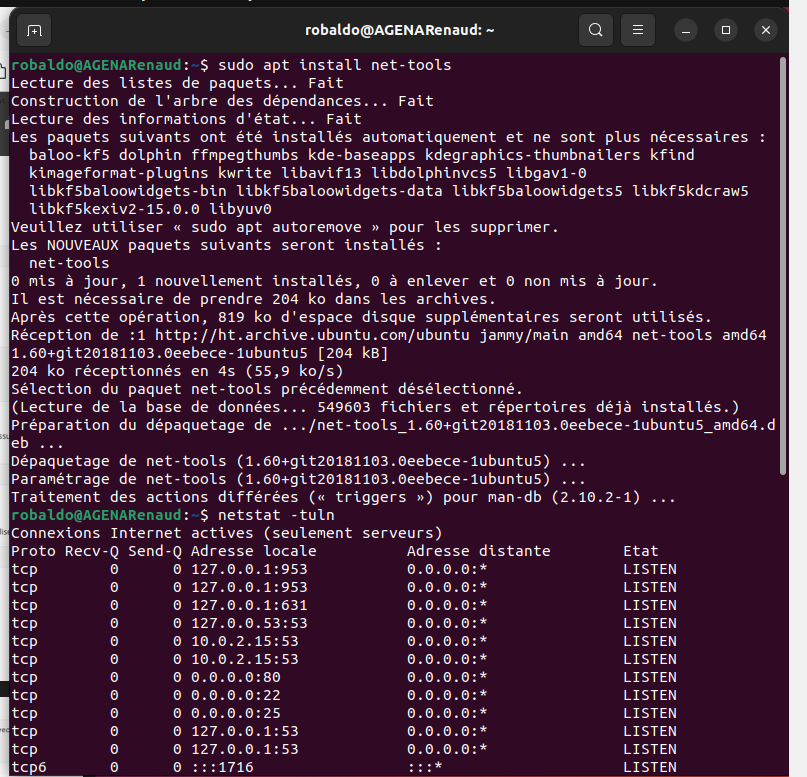 robaldo@AGENARenaud: ~
robaldo@AGENARenaud:~$ sudo apt install net-tools
Lecture des listes de paquets... Fait
Construction de l'arbre des dépendances... Fait
Lecture des informations d'état... Fait
Les paquets suivants ont été installés automatiquement et ne sont plus nécessaires :
  baloo-kf5 dolphin ffmpegthumbs kde-baseapps kdegraphics-thumbnailers kfind
  kimageformat-plugins kwrite libavif13 libdolphinvcs5 libgav1-0
  libkf5baloowidgets-bin libkf5baloowidgets-data libkf5baloowidgets5 libkf5kdcraw5
  libkf5kexiv2-15.0.0 libyuv0
Veuillez utiliser « sudo apt autoremove » pour les supprimer.
Les NOUVEAUX paquets suivants seront installés :
  net-tools
0 mis à jour, 1 nouvellement installés, 0 à enlever et 0 non mis à jour.
Il est nécessaire de prendre 204 ko dans les archives.
Après cette opération, 819 ko d'espace disque supplémentaires seront utilisés.
Réception de :1 http://ht.archive.ubuntu.com/ubuntu jammy/main amd64 net-tools amd64
1.60+git20181103.0eebece-1ubuntu5 [204 kB]
204 ko réceptionnés en 4s (55,9 ko/s)
Sélection du paquet net-tools précédemment désélectionné.
(Lecture de la base de données... 549603 fichiers et répertoires déjà installés.)
Préparation du dépaquetage de .../net-tools_1.60+git20181103.0eebece-1ubuntu5_amd64.d
eb ...
Dépaquetage de net-tools (1.60+git20181103.0eebece-1ubuntu5) ...
Paramétrage de net-tools (1.60+git20181103.0eebece-1ubuntu5) ...
Traitement des actions différées (« triggers ») pour man-db (2.10.2-1) ...
robaldo@AGENARenaud:~$ netstat -tuln
Connexions Internet actives (seulement serveurs)
Proto Recv-Q Send-Q Adresse locale          Adresse distante        Etat
tcp        0      0 127.0.0.1:953           0.0.0.0:*               LISTEN
tcp        0      0 127.0.0.1:953           0.0.0.0:*               LISTEN
tcp        0      0 127.0.0.1:631           0.0.0.0:*               LISTEN
tcp        0      0 127.0.0.53:53           0.0.0.0:*               LISTEN
tcp        0      0 10.0.2.15:53            0.0.0.0:*               LISTEN
tcp        0      0 10.0.2.15:53            0.0.0.0:*               LISTEN
tcp        0      0 0.0.0.0:80              0.0.0.0:*               LISTEN
tcp        0      0 0.0.0.0:22              0.0.0.0:*               LISTEN
tcp        0      0 0.0.0.0:25              0.0.0.0:*               LISTEN
tcp        0      0 127.0.0.1:53            0.0.0.0:*               LISTEN
tcp        0      0 127.0.0.1:53            0.0.0.0:*               LISTEN
tcp6       0      0 :::1716                 :::*                    LISTEN